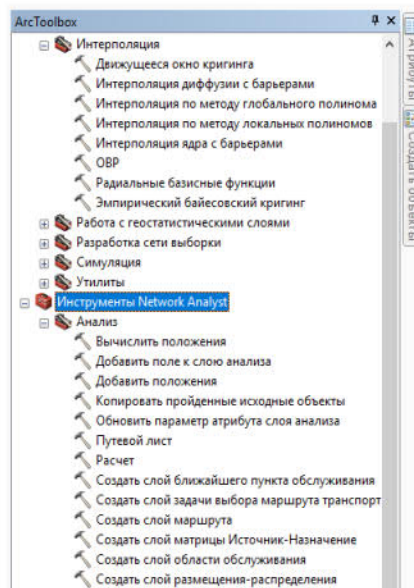 ArcToolbox
Интерполяция
Движущееся окно кригинга
Интерполяция диффузии с барьерами
Интерполяция по методу глобального полинома
Интерполяция по методу локальных полиномов
Интерполяция ядра с барьерами
ОВР
Радиальные базисные функции
Эмпирический байесовский кригинг
Работа с геостатистическими слоями
Разработка сети выборки
Симуляция
Утилиты
Инструменты Network Analyst
Анализ
Вычислить положения
Добавить поле к слою анализа
Добавить положения
Копировать пройденные исходные объекты
Обновить параметр атрибута слоя анализа
Путевой лист
Расчет
Создать слой ближайшего пункта обслуживания
Создать слой задачи выбора маршрута транспорт
Создать слой маршрута
Создать слой матрицы Источник-Назначение
Создать слой области обслуживания
Создать слой размещения-распределения
Атрибуты
Создать объекты